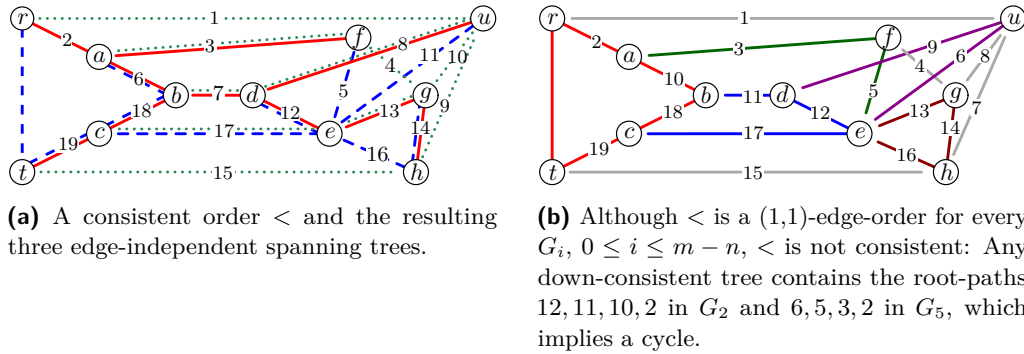 r 1 u
f
2 3 8
a 11
4 10
6
b 7 d 5 g
9
18 12 13
c 17 e 14
19 16
t 15 h
(a) A consistent order < and the resulting
three edge-independent spanning trees.
r 1 u
f
2 3 9
a 6
4 8
10
b 11 d 5 g
7
18 12 13
c 17 e 14
19 16
t 15 h
(b) Although < is a (1,1)-edge-order for every
G_i, 0 ≤ i ≤ m − n, < is not consistent: Any
down-consistent tree contains the root-paths
12, 11, 10, 2 in G_2 and 6, 5, 3, 2 in G_5, which
implies a cycle.